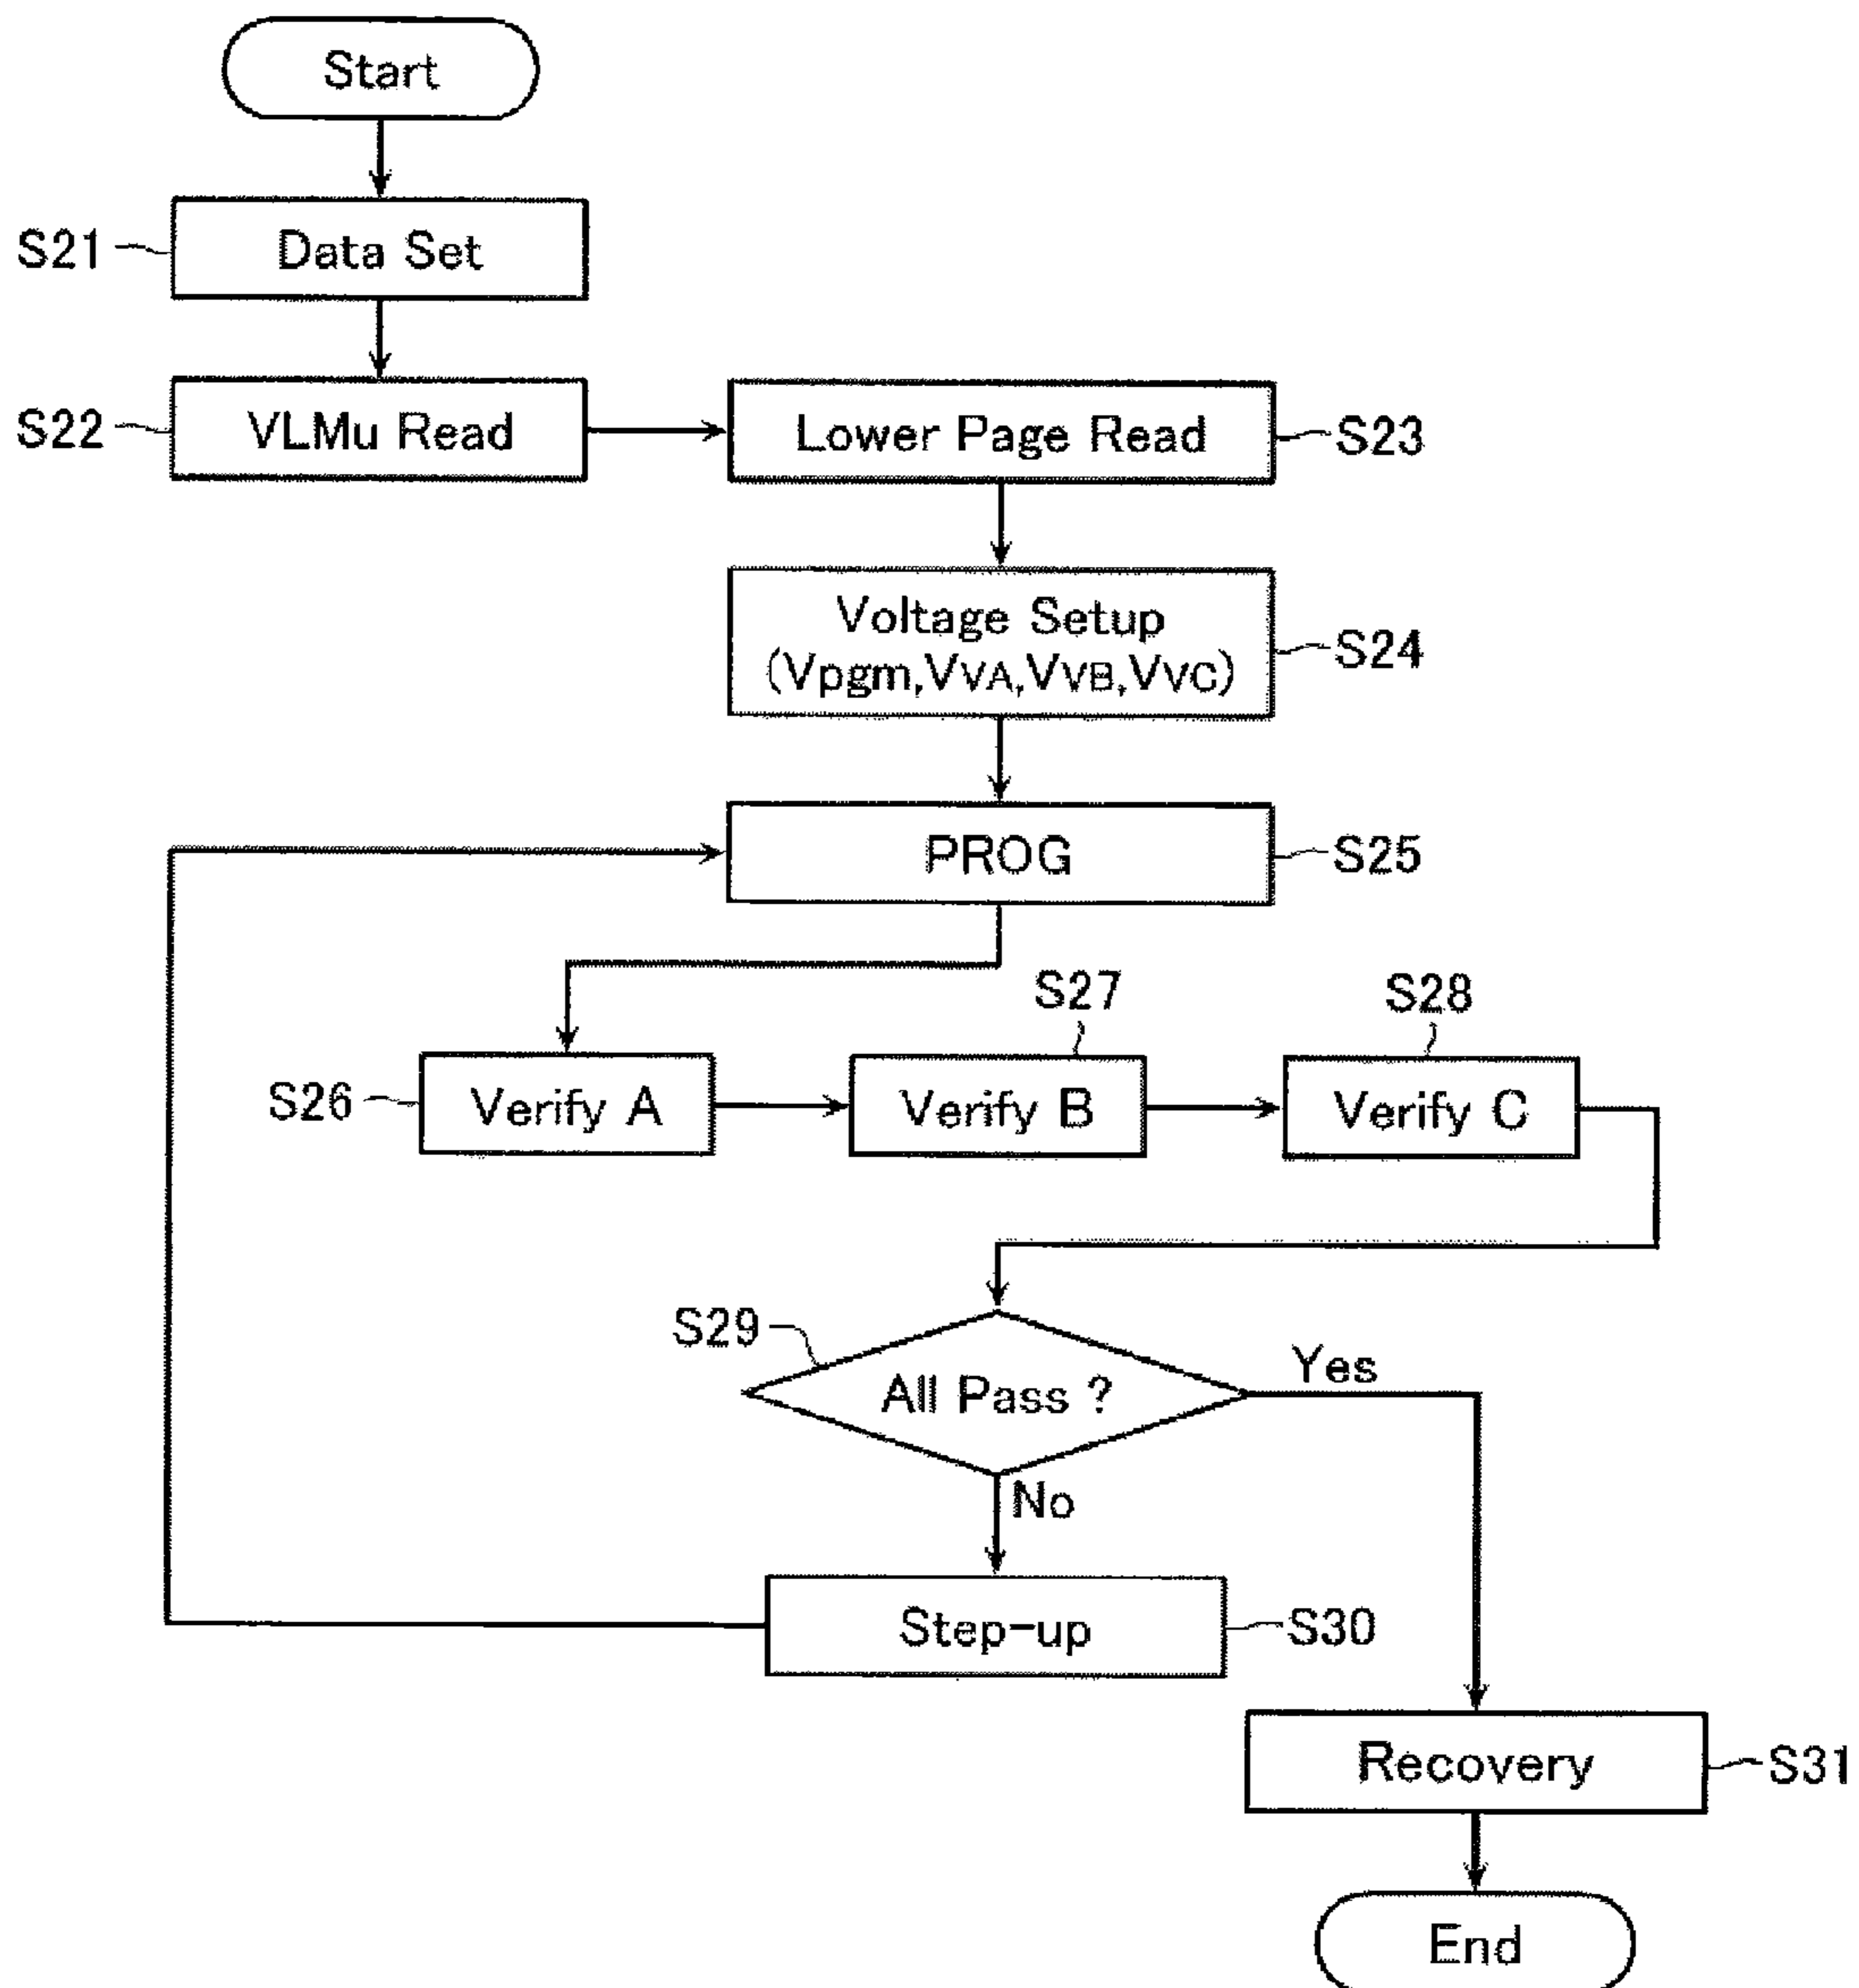 Start
S21
Data Set
S22
VLMu Read
Lower Page Read
S23
Voltage Setup
(Vpgm,VVA,VVB,VVC)
S24
PROG
S25
S26
Verify A
S27
Verify B
S28
Verify C
S29
All Pass ?
Yes
No
Step-up
S30
Recovery
S31
End